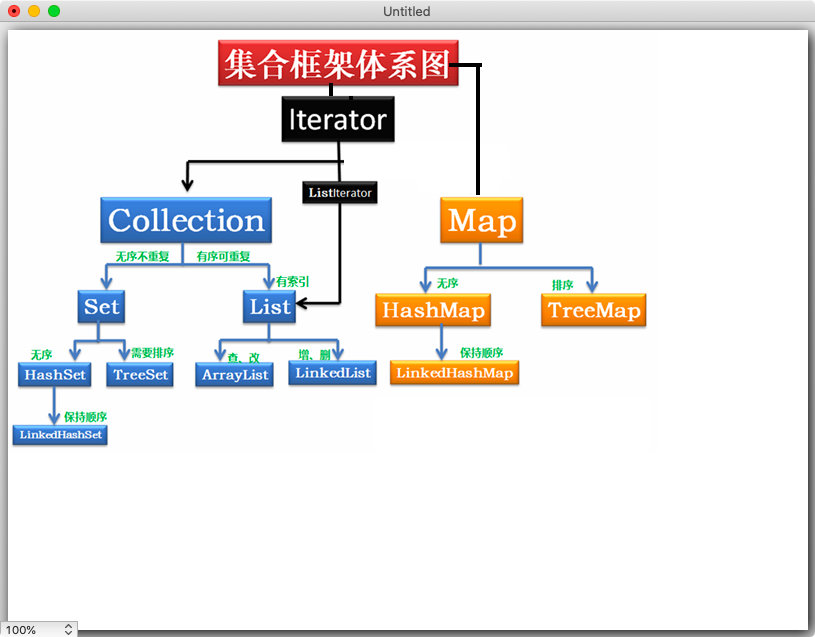 Untitled
集合框架体系图
Iterator
ListIterator
Collection
Map
无序不重复
有序可重复
有索引
无序
排序
Set
List
HashMap
TreeMap
无序
需要排序
查、改
增、删
保持顺序
HashSet
TreeSet
ArrayList
LinkedList
LinkedHashMap
保持顺序
LinkedHashSet
100%